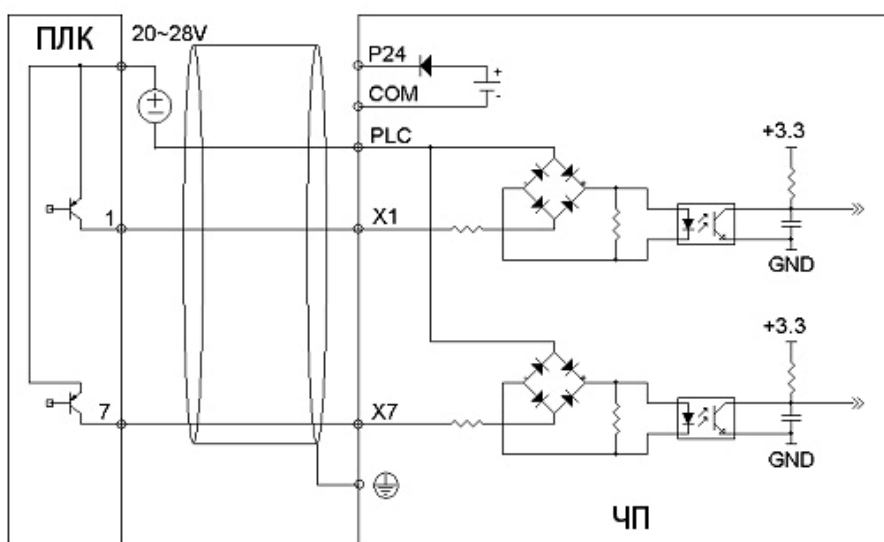 ПЛК
20~28V
P24
+
-
COM
PLC
+3.3
1
X1
GND
+3.3
7
X7
GND
ЧП